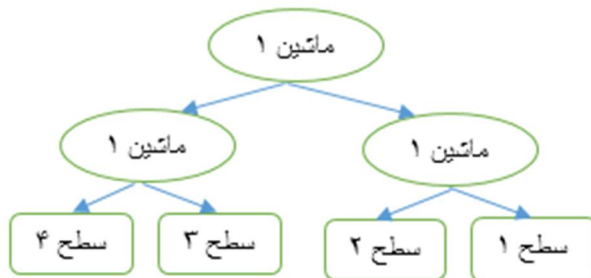 ماشین ۱
ماشین ۱
ماشین ۱
سطح ۱
سطح ۲
سطح ۳
سطح ۴